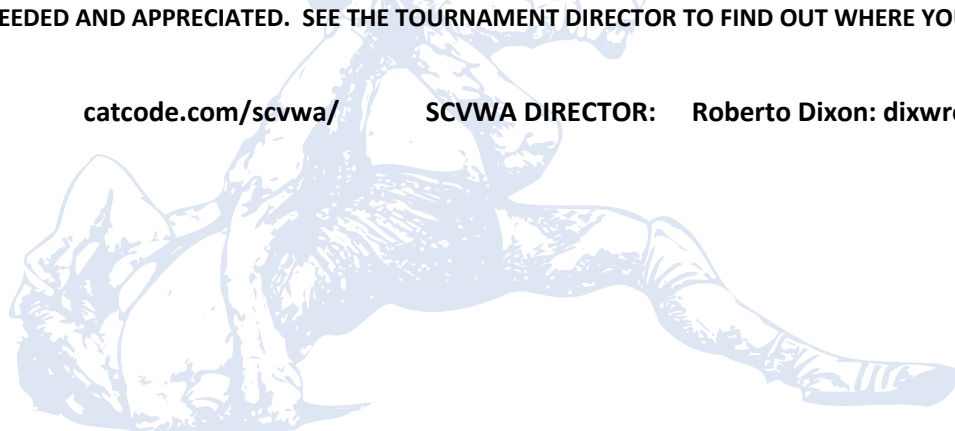 EEDED AND APPRECIATED.  SEE THE TOURNAMENT DIRECTOR TO FIND OUT WHERE YO
catcode.com/scvwa/ SCVWA DIRECTOR: Roberto Dixon: dixwr